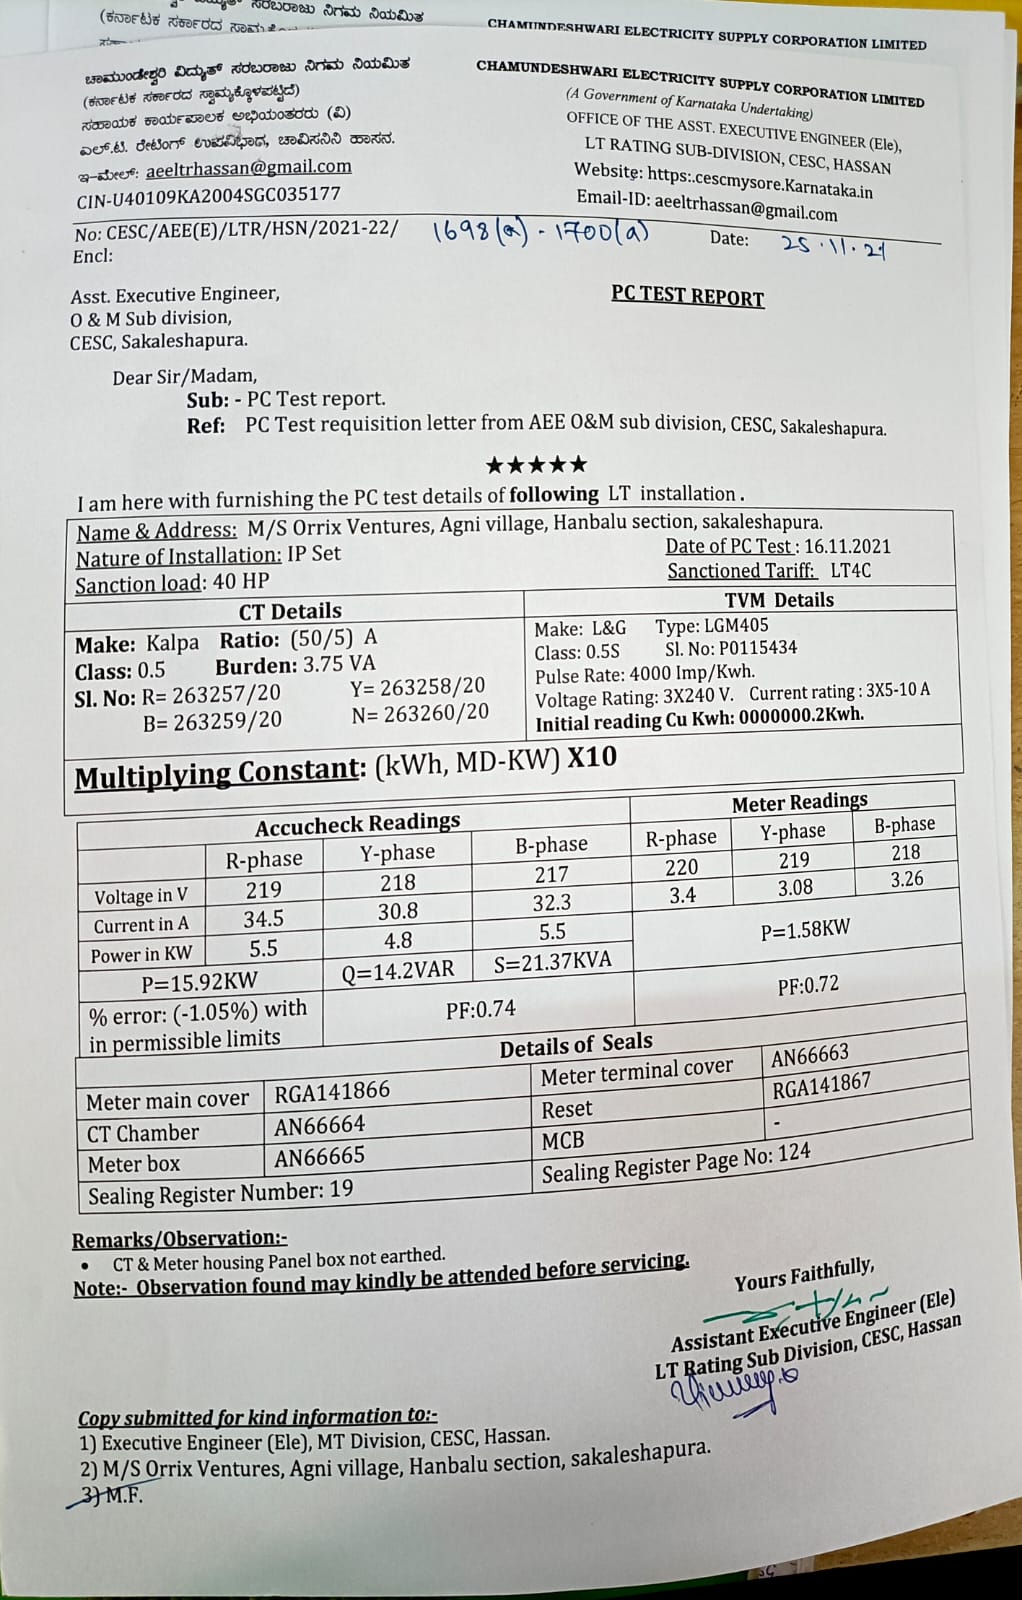 (ಕರ್ನಾಟಕ ಸರ್ಕಾರದ
CHAMUNDESHWARI ELECTRICITY SUPPLY CORPORATION LIMITED
ಚಾಮುಂಡೇಶ್ವರಿ ವಿದ್ಯುತ್ ಸರಬರಾಜು ನಿಗಮ ನಿಯಮಿತ
(ಕರ್ನಾಟಕ ಸರ್ಕಾರದ ಸ್ವಾಮ್ಯಕ್ಕೊಳಪಟ್ಟಿದೆ)
ಸಹಾಯಕ ಕಾರ್ಯಪಾಲಕ ಅಭಿಯಂತರರು (ವಿ)
ಎಲ್.ಟಿ. ರೇಟಿಂಗ್ ಉಪವಿಭಾಗ, ಚಾವಿಸನಿನಿ ಹಾಸನ.
ಇ-ಮೇಲ್: aeeltrhassan@gmail.com
CIN-U40109KA2004SGC035177
CHAMUNDESHWARI ELECTRICITY SUPPLY CORPORATION LIMITED
(A Government of Karnataka Undertaking)
OFFICE OF THE ASST. EXECUTIVE ENGINEER (Ele),
LT RATING SUB-DIVISION, CESC, HASSAN
Website: https:.cescmysore.Karnataka.in
Email-ID: aeeltrhassan@gmail.com
No: CESC/AEE(E)/LTR/HSN/2021-22/ 1698(a) - 1700(a) Date: 25.11.21
Encl:
Asst. Executive Engineer,
O & M Sub division,
CESC, Sakaleshapura.
PC TEST REPORT
Dear Sir/Madam,
Sub: - PC Test report.
Ref: PC Test requisition letter from AEE O&M sub division, CESC, Sakaleshapura.
★★★★★
I am here with furnishing the PC test details of following LT installation.
Name & Address: M/S Orrix Ventures, Agni village, Hanbalu section, sakaleshapura.
Nature of Installation: IP Set Date of PC Test : 16.11.2021
Sanction load: 40 HP Sanctioned Tariff: LT4C
CT Details
Make: Kalpa Ratio: (50/5) A
Class: 0.5 Burden: 3.75 VA
Sl. No: R= 263257/20 Y= 263258/20
B= 263259/20 N= 263260/20
TVM Details
Make: L&G Type: LGM405
Class: 0.5S Sl. No: P0115434
Pulse Rate: 4000 Imp/Kwh.
Voltage Rating: 3X240 V. Current rating : 3X5-10 A
Initial reading Cu Kwh: 0000000.2Kwh.
Multiplying Constant: (kWh, MD-KW) X10
Accucheck Readings Meter Readings
R-phase Y-phase B-phase R-phase Y-phase B-phase
Voltage in V 219 218 217 220 219 218
Current in A 34.5 30.8 32.3 3.4 3.08 3.26
Power in KW 5.5 4.8 5.5 P=1.58KW
P=15.92KW Q=14.2VAR S=21.37KVA
% error: (-1.05%) with
in permissible limits
PF:0.74 PF:0.72
Details of Seals
Meter main cover RGA141866 Meter terminal cover AN66663
CT Chamber AN66664 Reset RGA141867
Meter box AN66665 MCB -
Sealing Register Number: 19 Sealing Register Page No: 124
Remarks/Observation:-
• CT & Meter housing Panel box not earthed.
Note:- Observation found may kindly be attended before servicing.
Yours Faithfully,
Assistant Executive Engineer (Ele)
LT Rating Sub Division, CESC, Hassan
Copy submitted for kind information to:-
1) Executive Engineer (Ele), MT Division, CESC, Hassan.
2) M/S Orrix Ventures, Agni village, Hanbalu section, sakaleshapura.
3) M.F.